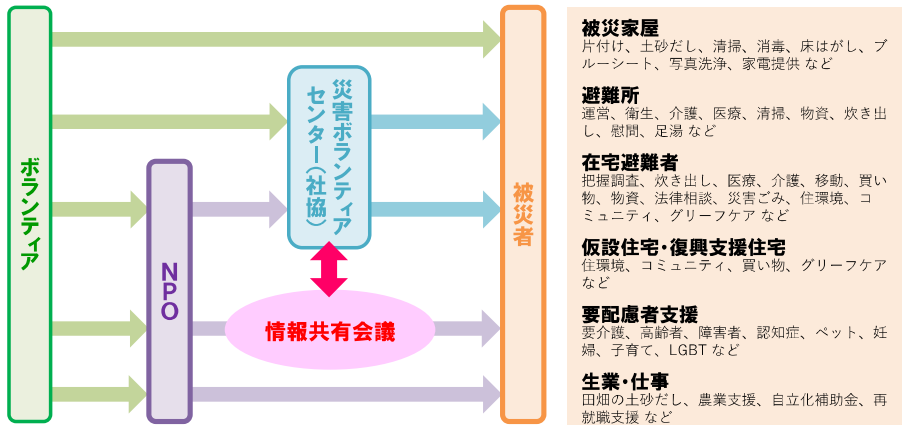 ボランティア
NPO
災害ボランティア
センター(社協)
情報共有会議
被災者
被災家屋
片付け、土砂だし、清掃、消毒、床はがし、ブ
ルーシート、写真洗浄、家電提供 など
避難所
運営、衛生、介護、医療、清掃、物資、炊き出
し、慰問、足湯 など
在宅避難者
把握調査、炊き出し、医療、介護、移動、買い
物、物資、法律相談、災害ごみ、住環境、コ
ミュニティ、グリーフケア など
仮設住宅・復興支援住宅
住環境、コミュニティ、買い物、グリーフケア
など
要配慮者支援
要介護、高齢者、障害者、認知症、ペット、妊
婦、子育て、LGBT など
生業・仕事
田畑の土砂だし、農業支援、自立化補助金、再
就職支援 など